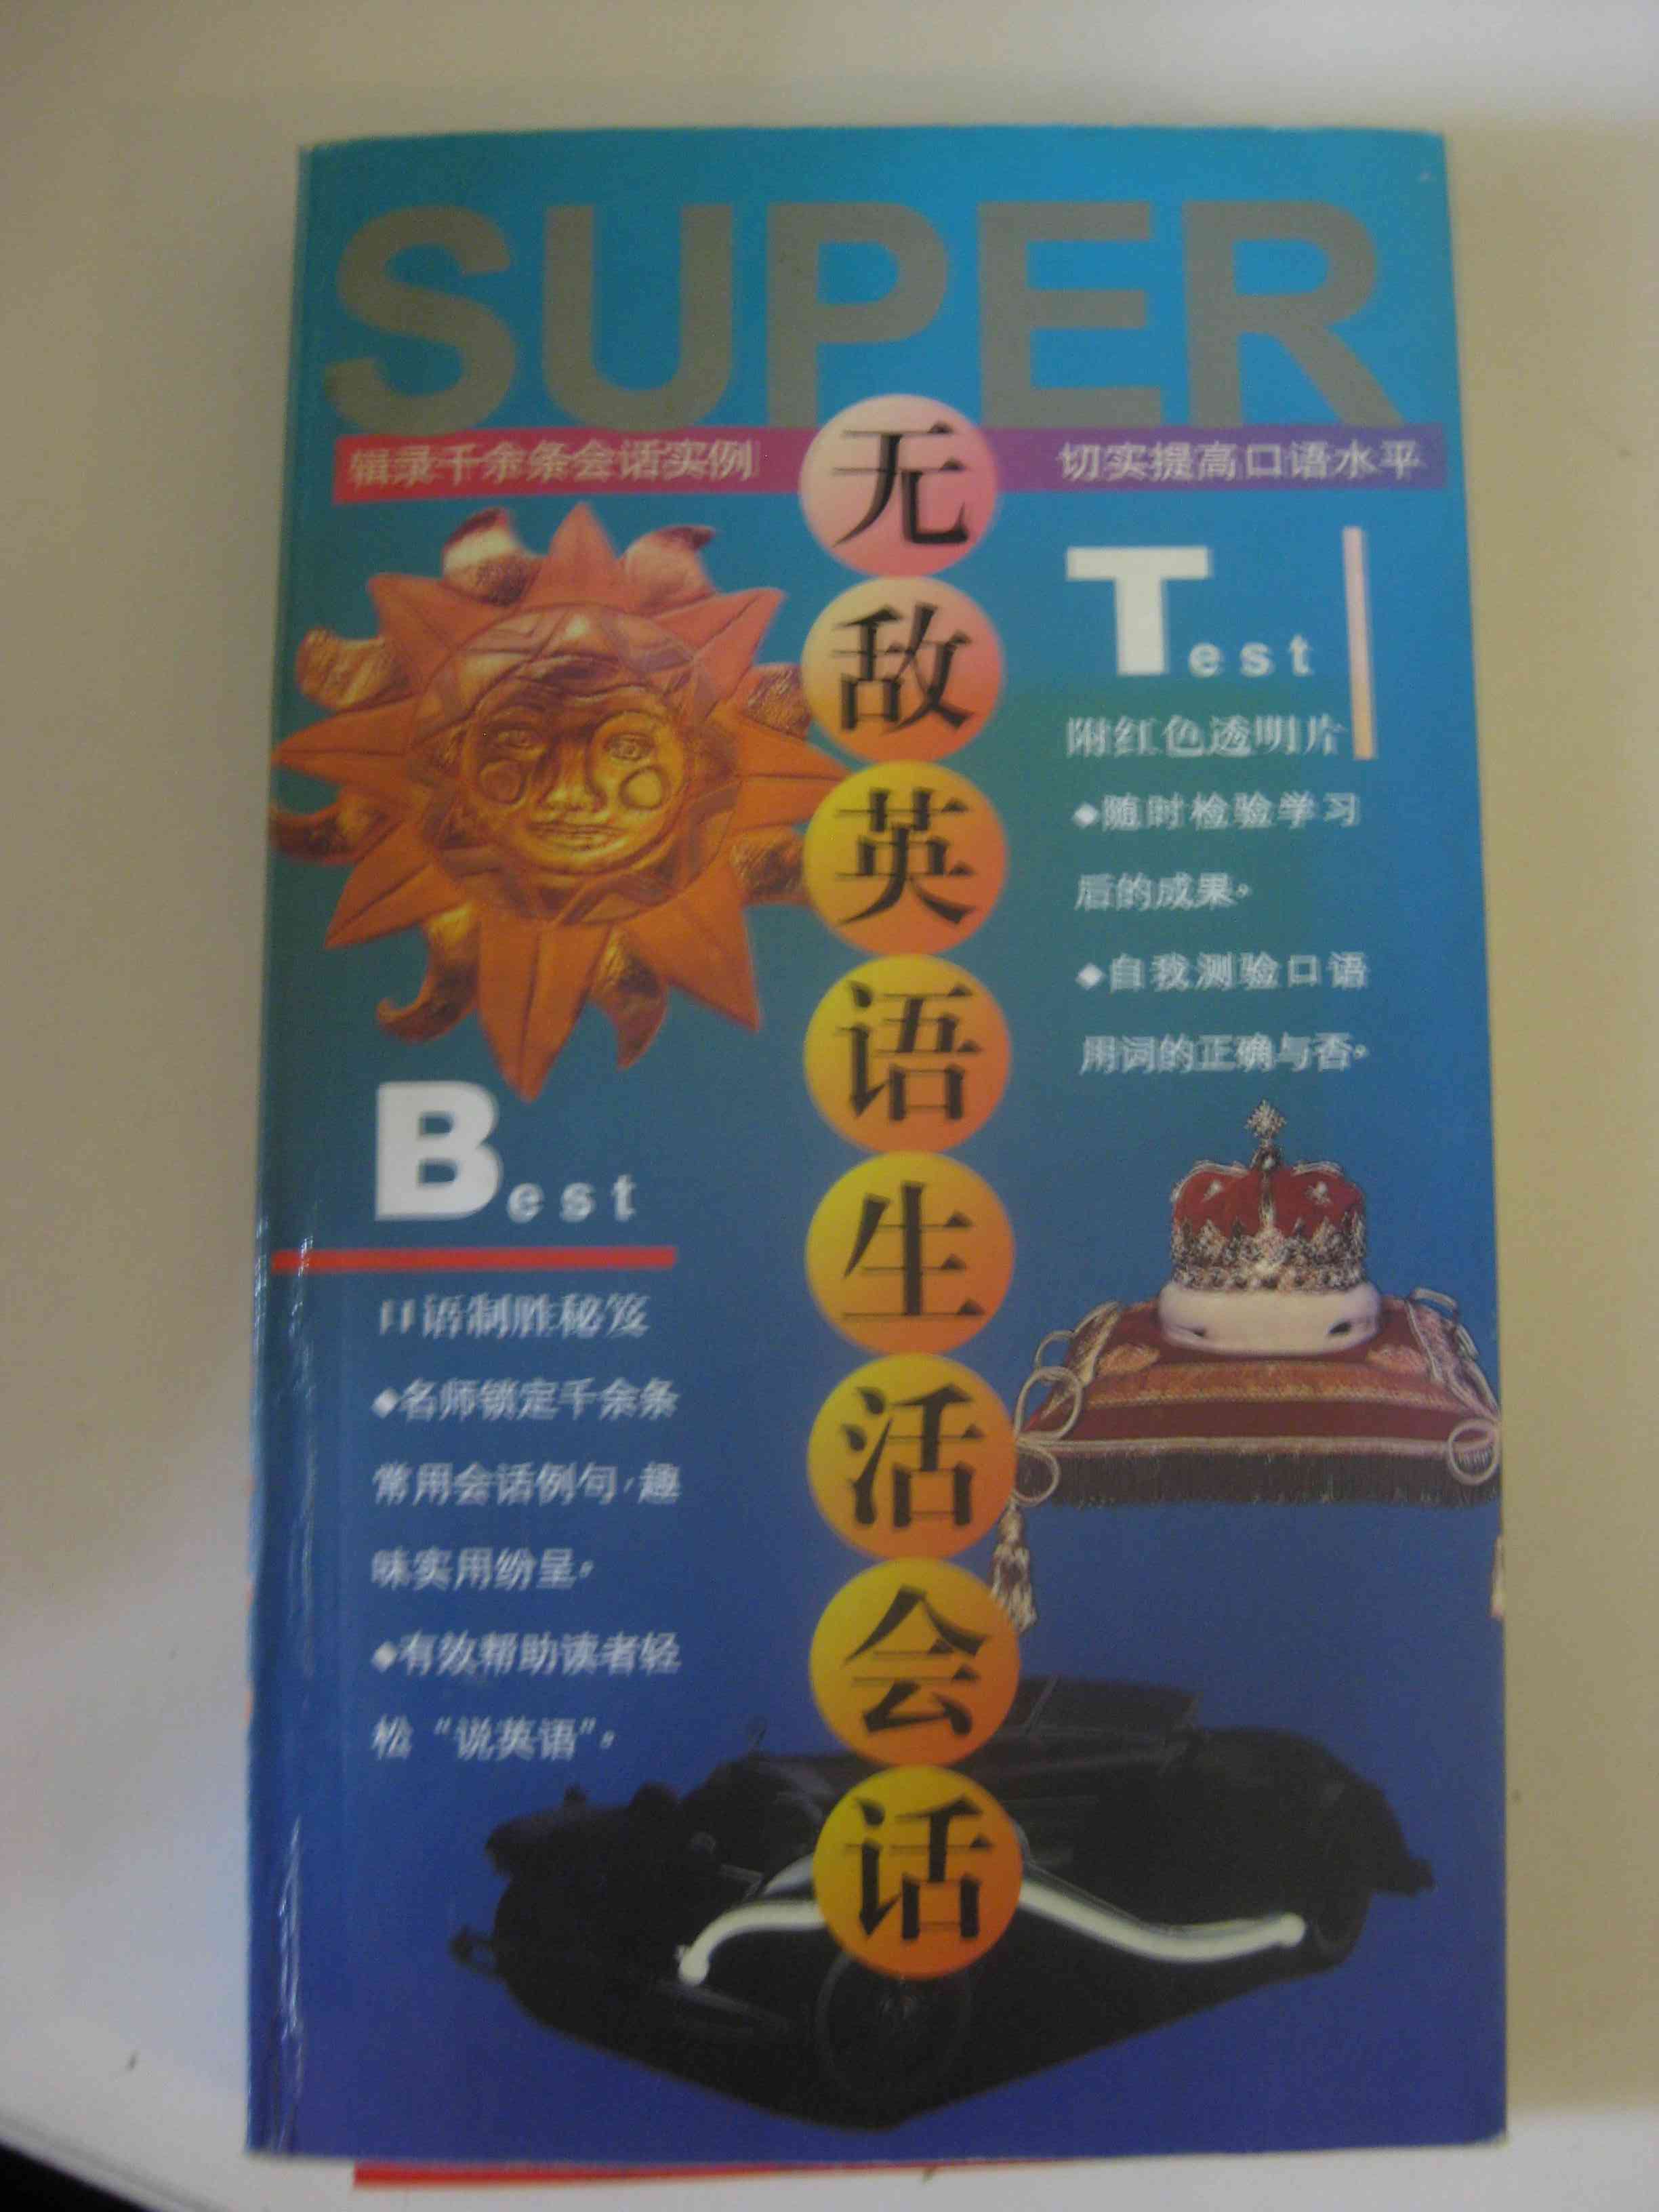 SUPER
辑录千余条会话实例
切实提高口语水平
无敌英语生活会话
Test
附红色透明片
◆随时检验学习
后的成果。
◆自我测验口语
用词的正确与否。
Best
口语制胜秘笈
◆名师锁定千余条
常用会话例句,趣
味实用纷呈。
◆有效帮助读者轻
松“说英语”。